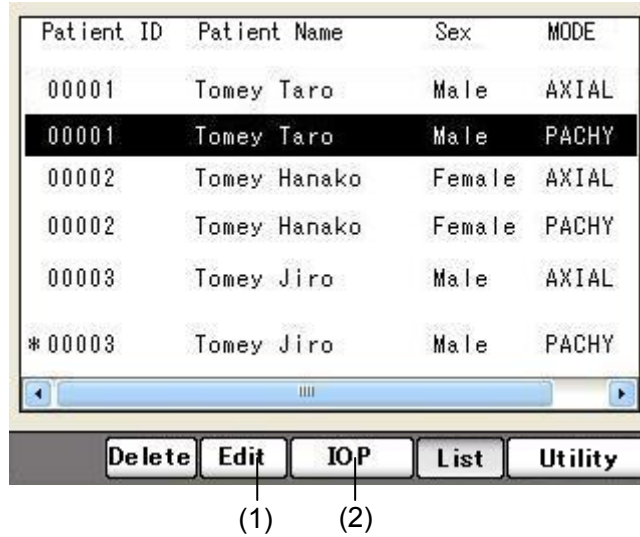 Patient ID Patient Name Sex MODE
00001 Tomey Taro Male AXIAL
00001 Tomey Taro Male PACHY
00002 Tomey Hanako Female AXIAL
00002 Tomey Hanako Female PACHY
00003 Tomey Jiro Male AXIAL
*00003 Tomey Jiro Male PACHY
Delete Edit IOP List Utility
(1) (2)